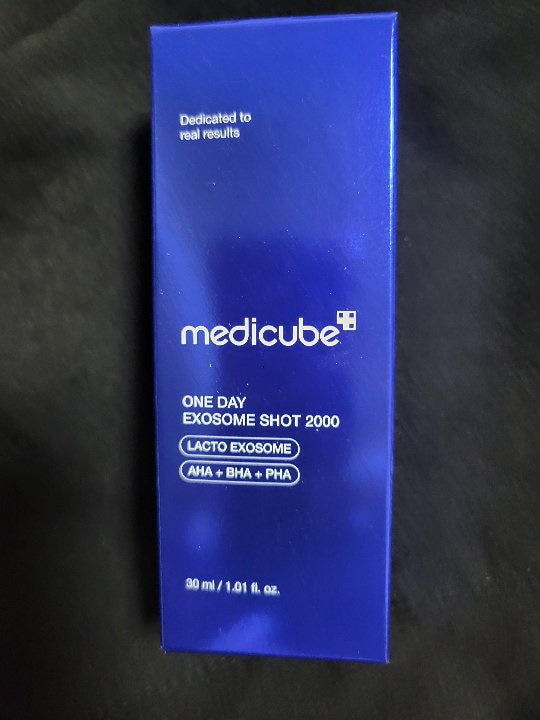 Dedicated to
real results
medicube
ONE DAY
EXOSOME SHOT 2000
LACTO EXOSOME
AHA + BHA + PHA
30 ml / 1.01 fl. oz.